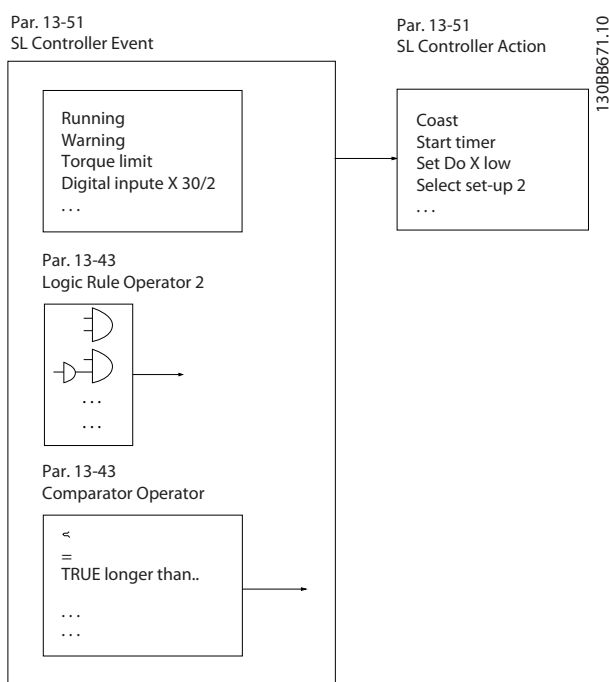 Par. 13-51
SL Controller Event
Par. 13-51
SL Controller Action
130BB671.10
Running
Warning
Torque limit
Digital inpute X 30/2
. . .
Coast
Start timer
Set Do X low
Select set-up 2
. . .
Par. 13-43
Logic Rule Operator 2
. . .
. . .
Par. 13-43
Comparator Operator
=
TRUE longer than..
. . .
. . .